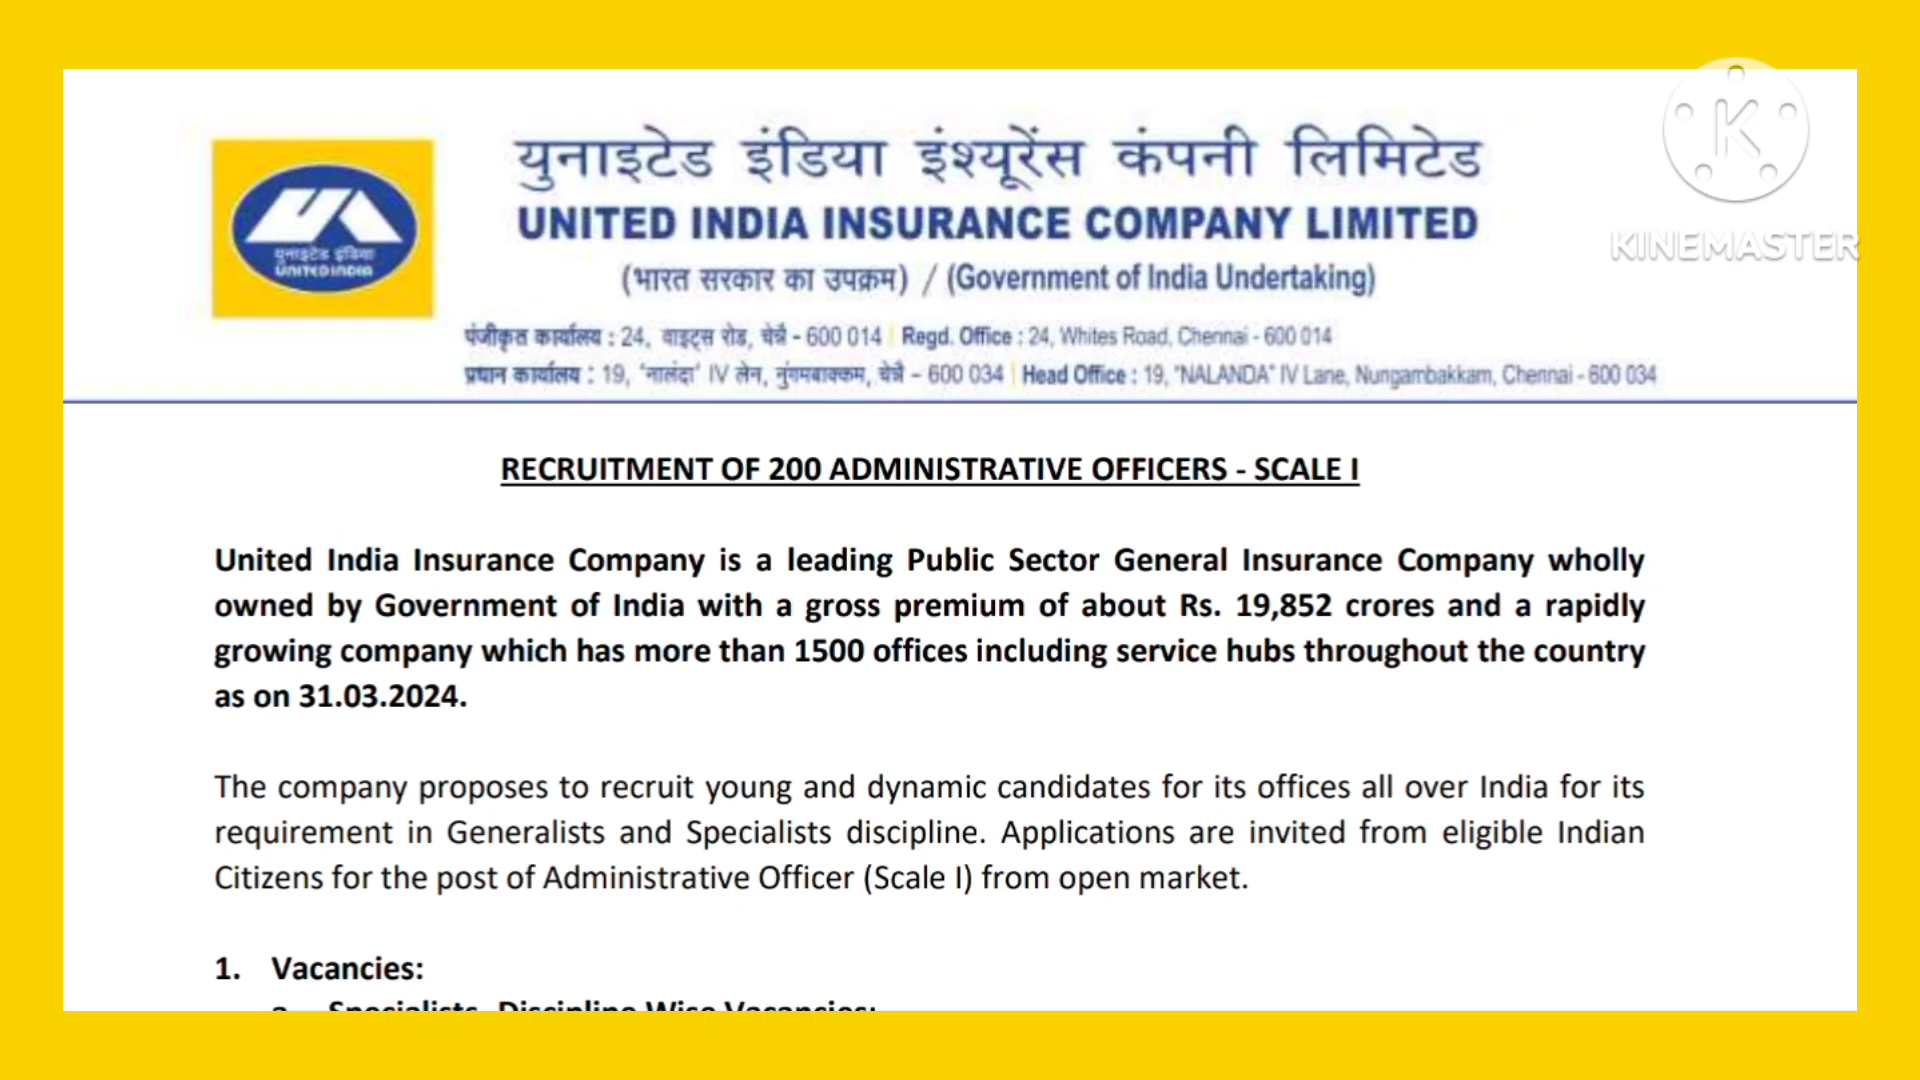 युनाइटेड इंडिया इंश्यूरेंस कंपनी लिमिटेड
UNITED INDIA INSURANCE COMPANY LIMITED
(भारत सरकार का उपक्रम) / (Government of India Undertaking)
पंजीकृत कार्यालय : 24, वाइट्स रोड, चेन्नै - 600 014 | Regd. Office : 24, Whites Road, Chennai - 600 014
प्रधान कार्यालय : 19, 'नालंदा' IV लेन, नुंगमबाक्कम, चेन्नै – 600 034 | Head Office : 19, "NALANDA" IV Lane, Nungambakkam, Chennai - 600 034
युनाइटेड इंडिया
UNITED INDIA
KINEMASTER
RECRUITMENT OF 200 ADMINISTRATIVE OFFICERS - SCALE I
United India Insurance Company is a leading Public Sector General Insurance Company wholly
owned by Government of India with a gross premium of about Rs. 19,852 crores and a rapidly
growing company which has more than 1500 offices including service hubs throughout the country
as on 31.03.2024.
The company proposes to recruit young and dynamic candidates for its offices all over India for its
requirement in Generalists and Specialists discipline. Applications are invited from eligible Indian
Citizens for the post of Administrative Officer (Scale I) from open market.
1. Vacancies:
a. Specialists- Discipline Wise Vacancies: